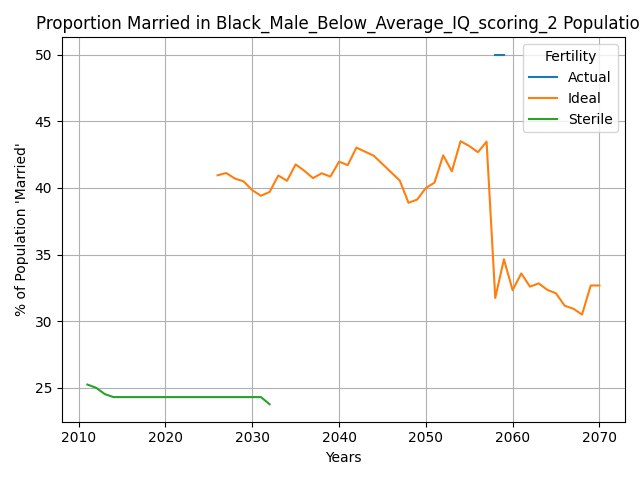 Proportion Married in Black_Male_Below_Average_IQ_scoring_2 Populatio
Fertility
Actual
Ideal
Sterile
% of Population 'Married'
50
45
40
35
30
25
2010 2020 2030 2040 2050 2060 2070
Years